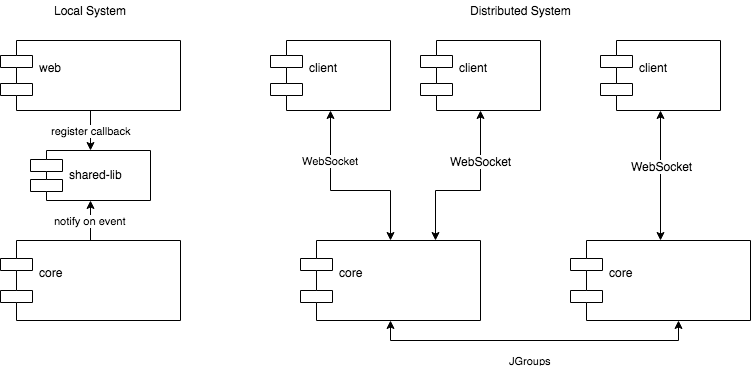 Local System
Distributed System
web
client
client
client
register callback
WebSocket
WebSocket
WebSocket
shared-lib
notify on event
core
core
core
JGroups